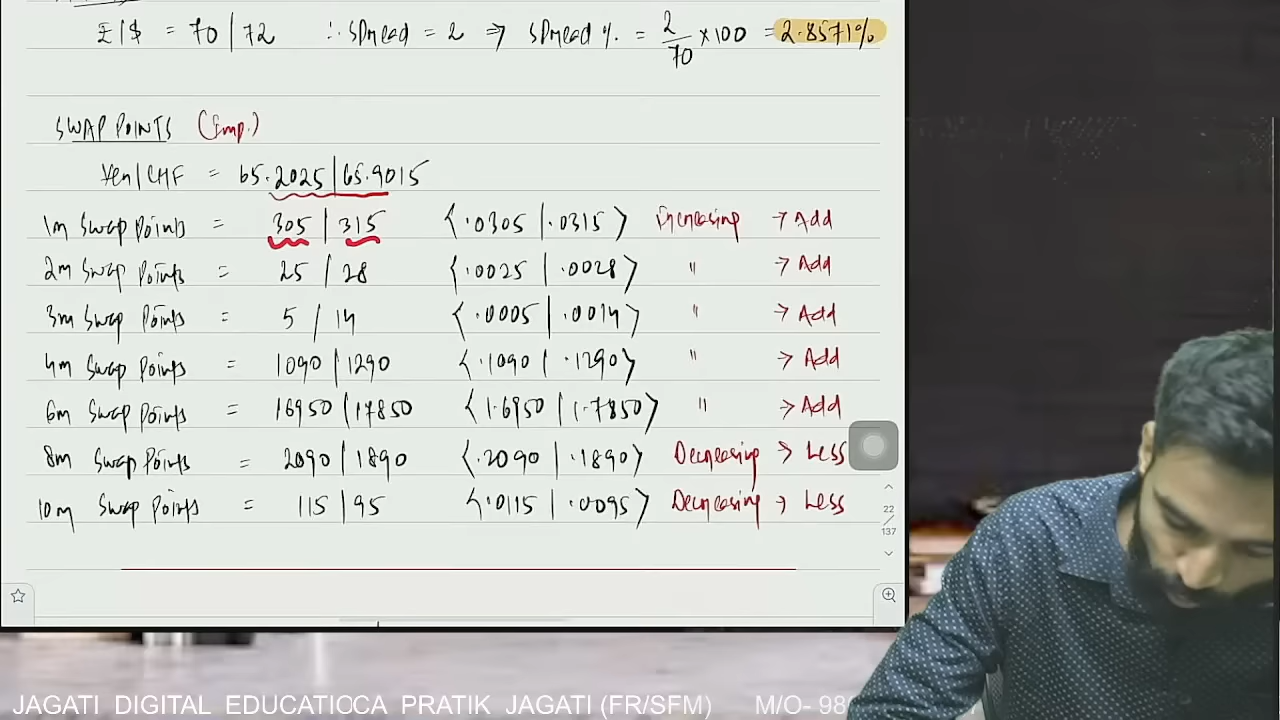 £/$ = 70/72 ∴ Spread = 2 ⇒ Spread % = 2/70 × 100 = 2.8571%
SWAP POINTS (Imp.)
Yen/CHF = 65.2025 | 65.9015
1m Swap Points = 305 | 315 ⟨.0305 | .0315⟩ Increasing → Add
2m Swap Points = 25 / 28 ⟨.0025 | .0028⟩ " → Add
3m Swap Points = 5 / 14 ⟨.0005 | .0014⟩ " → Add
4m Swap Points = 1090 | 1290 ⟨.1090 | .1290⟩ " → Add
6m Swap Points = 16950 | 17850 ⟨1.6950 | 1.7850⟩ " → Add
8m Swap Points = 2090 | 1890 ⟨.2090 | .1890⟩ Decreasing → Less
10m Swap Points = 115 | 95 ⟨.0115 | .0095⟩ Decreasing → Less
22
/
137
JAGATI DIGITAL EDUCATIOCA PRATIK JAGATI (FR/SFM) M/O- 98